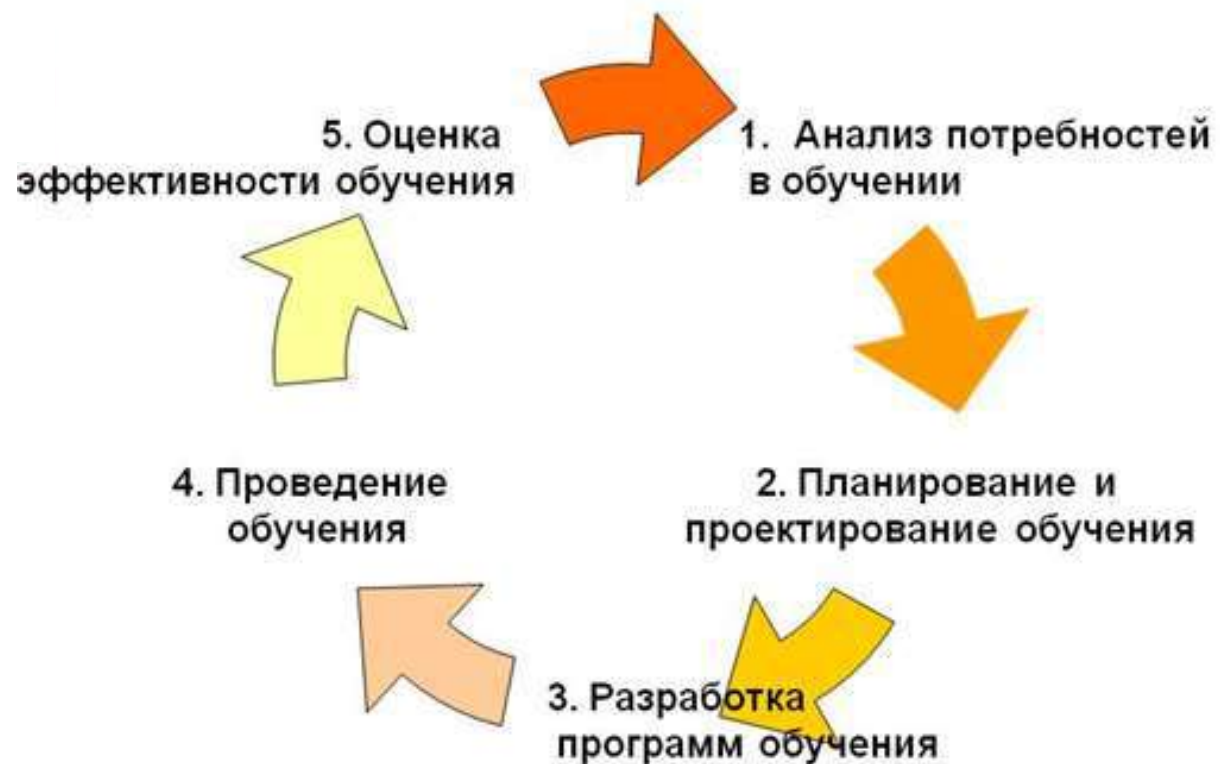 1. Анализ потребностей
в обучении
2. Планирование и
проектирование обучения
3. Разработка
программ обучения
4. Проведение
обучения
5. Оценка
эффективности обучения